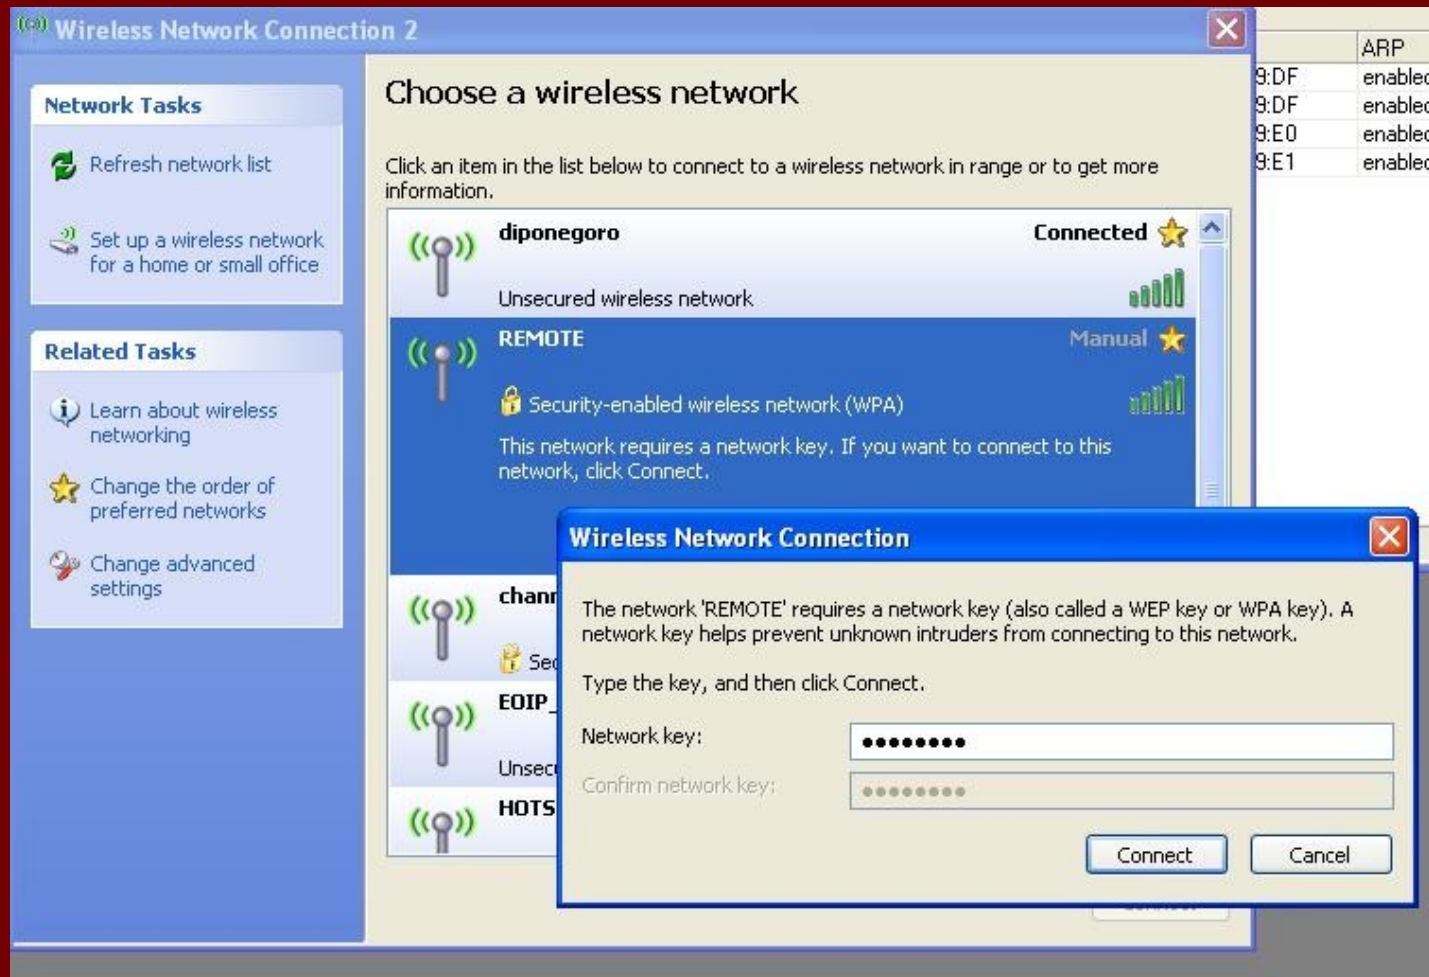 Wireless Network Connection 2
Network Tasks
Refresh network list
Set up a wireless network
for a home or small office
Related Tasks
Learn about wireless
networking
Change the order of
preferred networks
Change advanced
settings
Choose a wireless network
Click an item in the list below to connect to a wireless network in range or to get more
information.
diponegoro
Connected
Unsecured wireless network
REMOTE
Manual
Security-enabled wireless network (WPA)
This network requires a network key. If you want to connect to this
network, click Connect.
chann
Sec
EOIP_
Unsec
HOTS
Wireless Network Connection
The network 'REMOTE' requires a network key (also called a WEP key or WPA key). A
network key helps prevent unknown intruders from connecting to this network.
Type the key, and then click Connect.
Network key: ••••••••
Confirm network key: ••••••••
Connect
Cancel
ARP
9:DF enabled
9:DF enabled
9:E0 enabled
9:E1 enabled